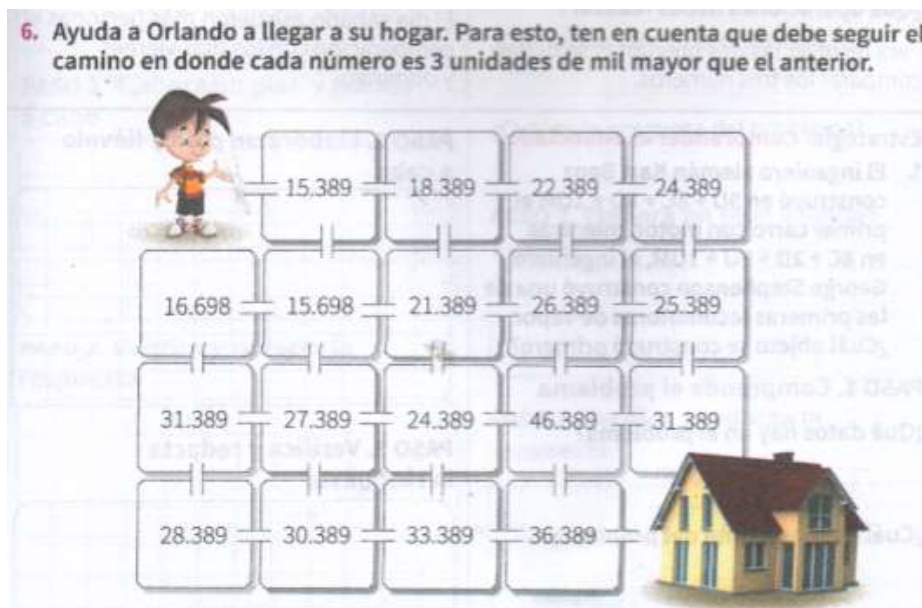 6. Ayuda a Orlando a llegar a su hogar. Para esto, ten en cuenta que debe seguir el
camino en donde cada número es 3 unidades de mil mayor que el anterior.
15.389 18.389 22.389 24.389
16.698 15.698 21.389 26.389 25.389
31.389 27.389 24.389 46.389 31.389
28.389 30.389 33.389 36.389